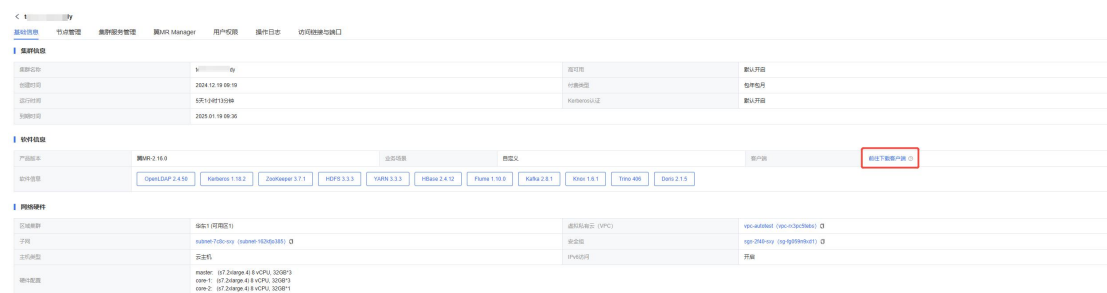 基础信息 节点管理 集群服务管理 翼MR Manager 用户权限 操作日志 访问链接与端口
集群信息
集群名称 高可用 默认开启
创建时间 2024.12.19 09:19 付费类型 包年包月
运行时间 5天1小时13分钟 Kerberos认证 默认开启
到期时间 2025.01.19 09:36
软件信息
产品版本 翼MR-2.16.0 业务场景 自定义 客户端 前往下载客户端
软件信息 OpenLDAP 2.4.50 Kerberos 1.18.2 ZooKeeper 3.7.1 HDFS 3.3.3 YARN 3.3.3 HBase 2.4.12 Flume 1.10.0 Kafka 2.8.1 Knox 1.6.1 Trino 406 Doris 2.1.5
网络硬件
区域集群 华东1 (可用区1) 虚拟私有云 (VPC)
子网 安全组
主机类型 云主机 IPv6访问 开启
硬件配置 master: (s7.2xlarge.4) 8 vCPU, 32GB*3
core-1: (s7.2xlarge.4) 8 vCPU, 32GB*3
core-2: (s7.2xlarge.4) 8 vCPU, 32GB*1